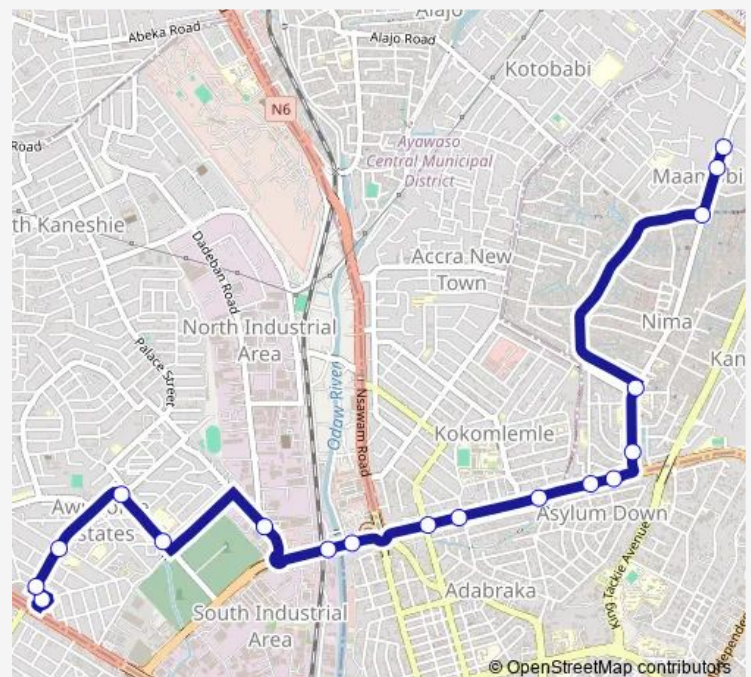 Alajo
Abeka Road
Alajo Road
Kotobabi
N6
Road
Ayawaso
Central Municipal
District
th Kaneshie
Dadeban Road
Accra New
Town
North Industrial
Area
Nima
Kan
Palace Street
Odaw River
Nsawam Road
Kokomlemle
states
Asylum Down
King Tackie Avenue
Adabraka
South Industrial
Area
© OpenStreetMap contributors